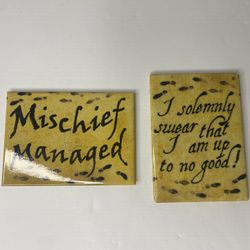 Mischief
managed
I solemnly
swear that
I am up
to no good!